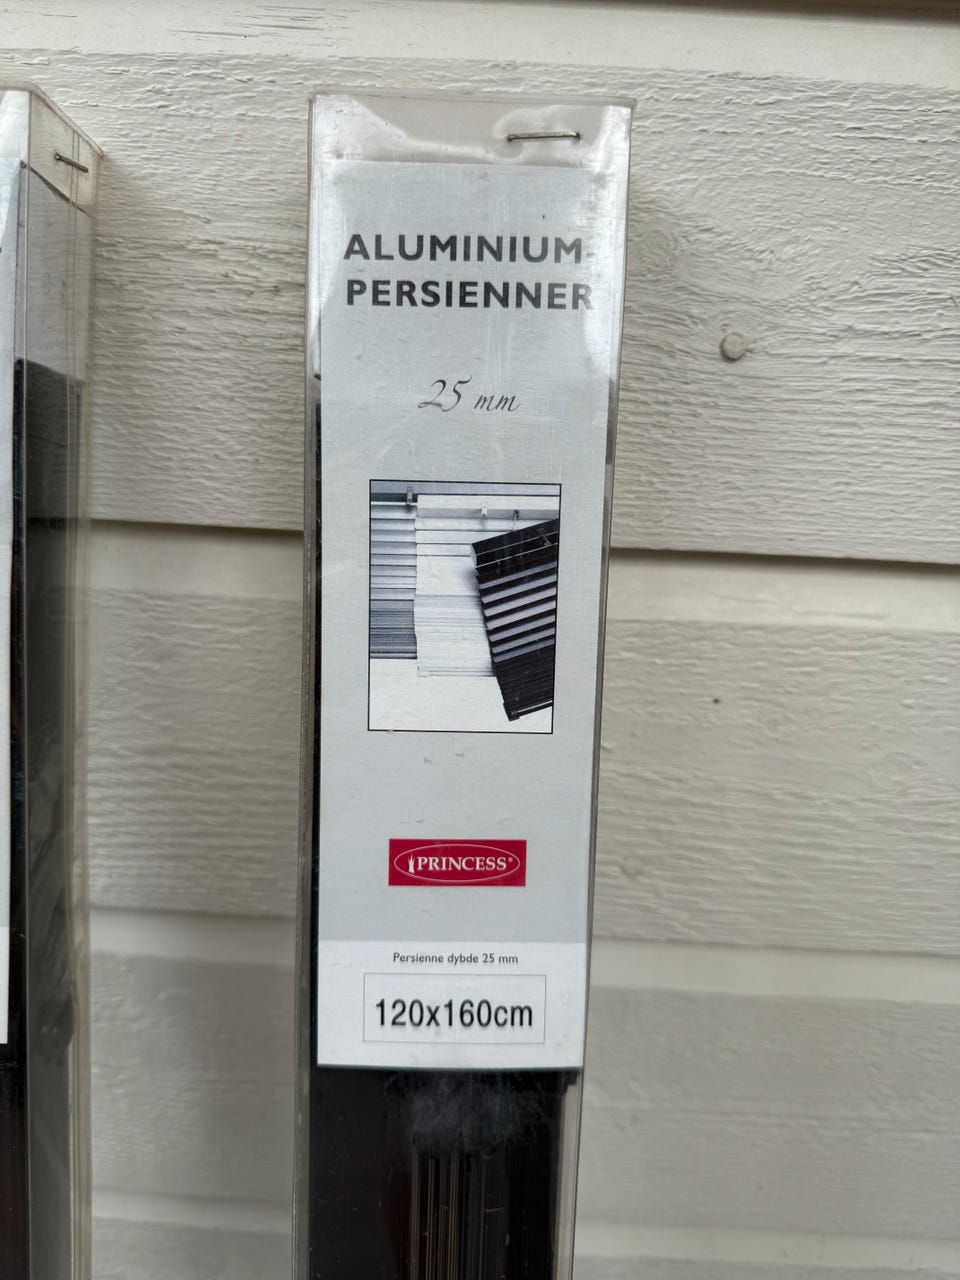 ALUMINIUM-
PERSIENNER
25 mm
PRINCESS®
Persienne dybde 25 mm
120x160cm